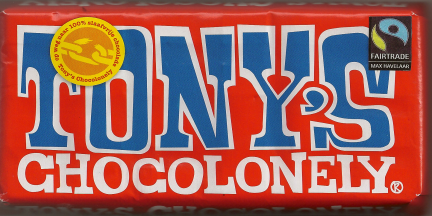 op weg naar 100% slaafvrije chocolade
Tony's Chocolonely
FAIRTRADE
MAX HAVELAAR
TONY'S
CHOCOLONELY